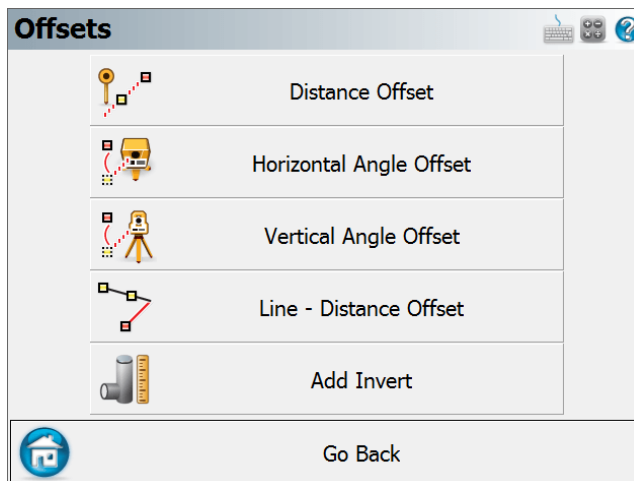 Offsets
Distance Offset
Horizontal Angle Offset
Vertical Angle Offset
Line - Distance Offset
Add Invert
Go Back